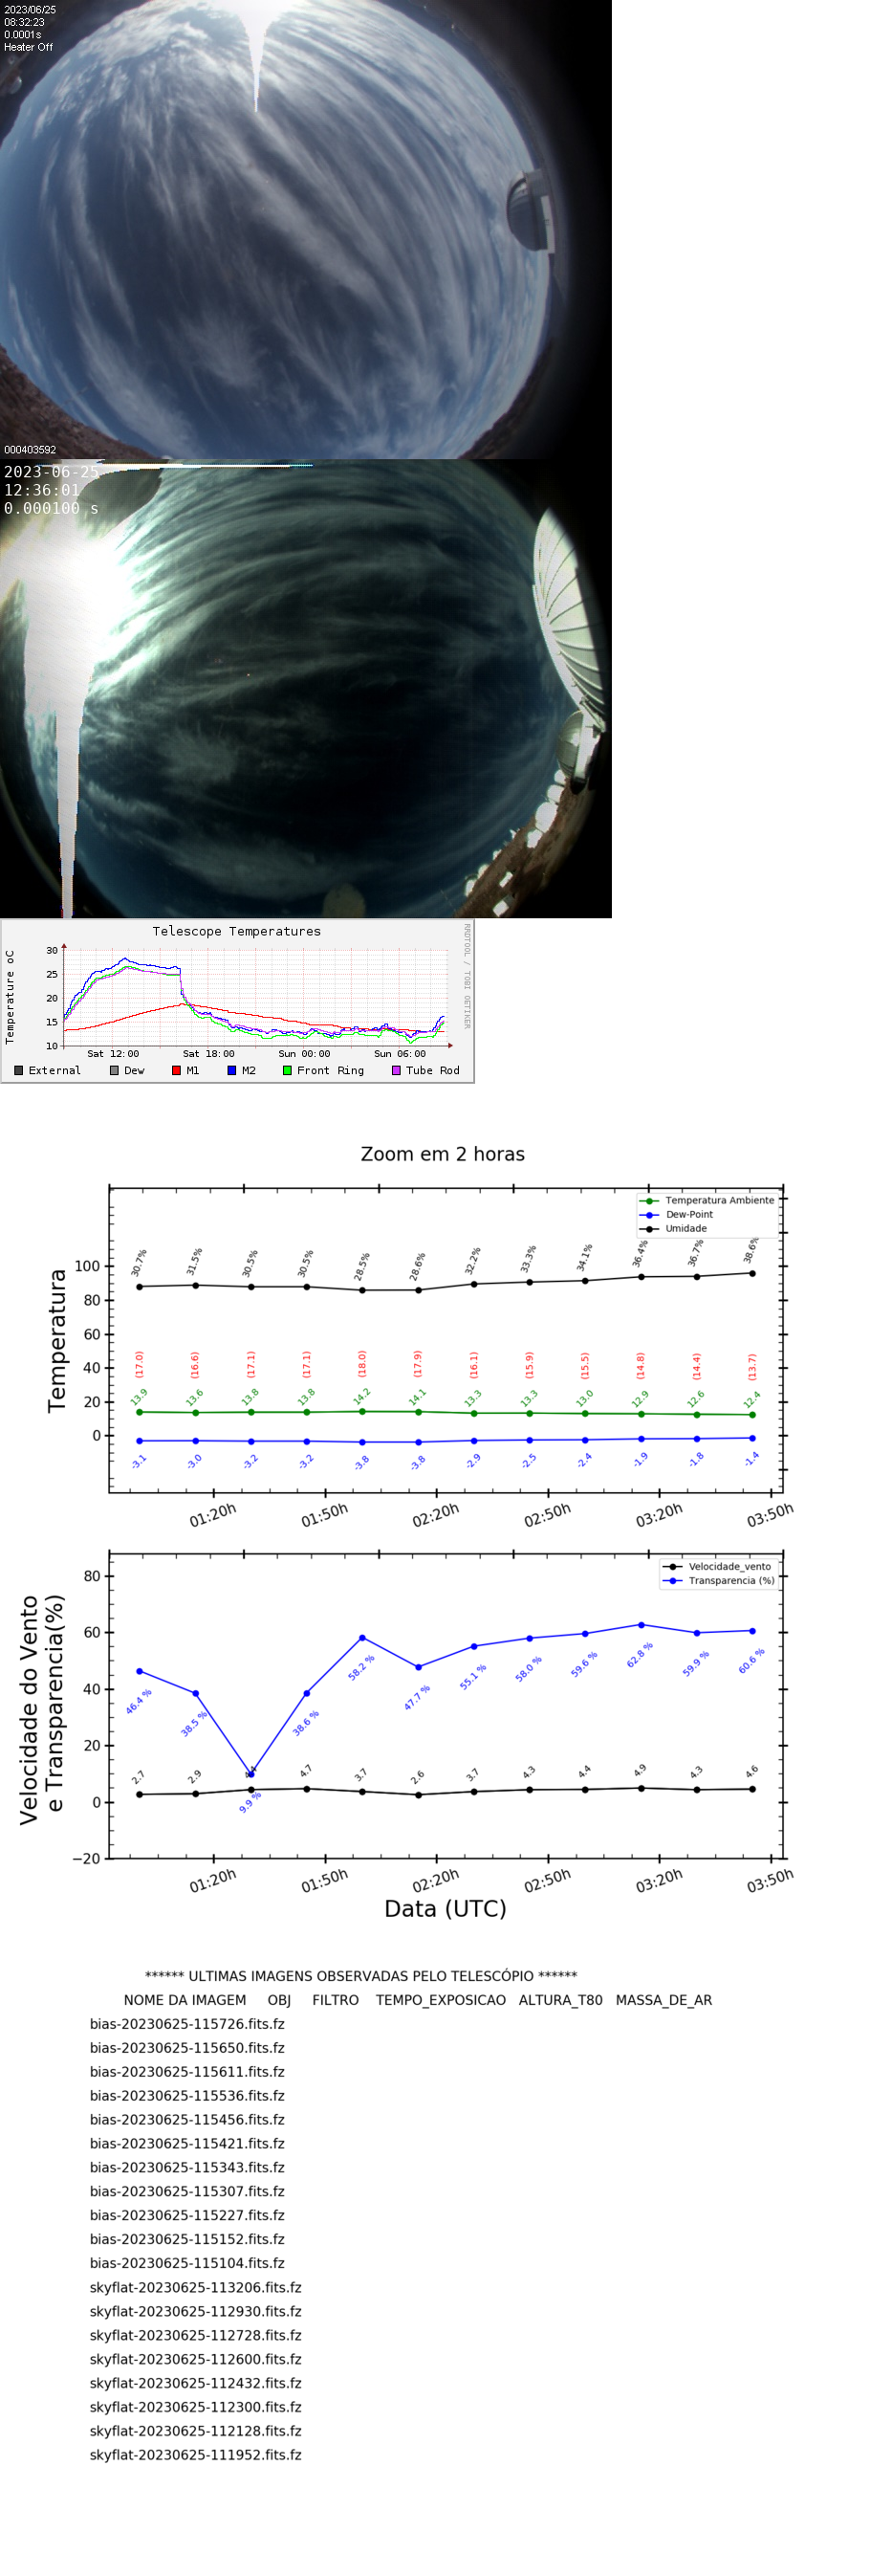 2023/06/25
08:32:23
0.0001s
Heater Off
000403592
2023-06-25
12:36:01
0.000100 s
Telescope Temperatures
RRDTOOL / TOBI OETIKER
Temperature oC
30
25
20
15
10
Sat 12:00 Sat 18:00 Sun 00:00 Sun 06:00
External Dew M1 M2 Front Ring Tube Rod
Zoom em 2 horas
Temperatura Ambiente
Dew-Point
Umidade
Temperatura
100
80
60
40
20
0
30.7% 31.5% 30.5% 30.5% 28.5% 28.6% 32.2% 33.3% 34.1% 36.4% 36.7% 38.6%
(17.0) (16.6) (17.1) (17.1) (18.0) (17.9) (16.1) (15.9) (15.5) (14.8) (14.4) (13.7)
13.9 13.6 13.8 13.8 14.2 14.1 13.3 13.3 13.0 12.9 12.6 12.4
-3.1 -3.0 -3.2 -3.2 -3.8 -3.8 -2.9 -2.5 -2.4 -1.9 -1.8 -1.4
01:20h 01:50h 02:20h 02:50h 03:20h 03:50h
Velocidade_vento
Transparencia (%)
Velocidade do Vento
e Transparencia(%)
80
60
40
20
0
−20
46.4 % 38.5 % 9.9 % 38.6 % 58.2 % 47.7 % 55.1 % 58.0 % 59.6 % 62.8 % 59.9 % 60.6 %
2.7 2.9 4.7 3.7 2.6 3.7 4.3 4.4 4.9 4.3 4.6
01:20h 01:50h 02:20h 02:50h 03:20h 03:50h
Data (UTC)
****** ULTIMAS IMAGENS OBSERVADAS PELO TELESCÓPIO ******
NOME DA IMAGEM OBJ FILTRO TEMPO_EXPOSICAO ALTURA_T80 MASSA_DE_AR
bias-20230625-115726.fits.fz
bias-20230625-115650.fits.fz
bias-20230625-115611.fits.fz
bias-20230625-115536.fits.fz
bias-20230625-115456.fits.fz
bias-20230625-115421.fits.fz
bias-20230625-115343.fits.fz
bias-20230625-115307.fits.fz
bias-20230625-115227.fits.fz
bias-20230625-115152.fits.fz
bias-20230625-115104.fits.fz
skyflat-20230625-113206.fits.fz
skyflat-20230625-112930.fits.fz
skyflat-20230625-112728.fits.fz
skyflat-20230625-112600.fits.fz
skyflat-20230625-112432.fits.fz
skyflat-20230625-112300.fits.fz
skyflat-20230625-112128.fits.fz
skyflat-20230625-111952.fits.fz